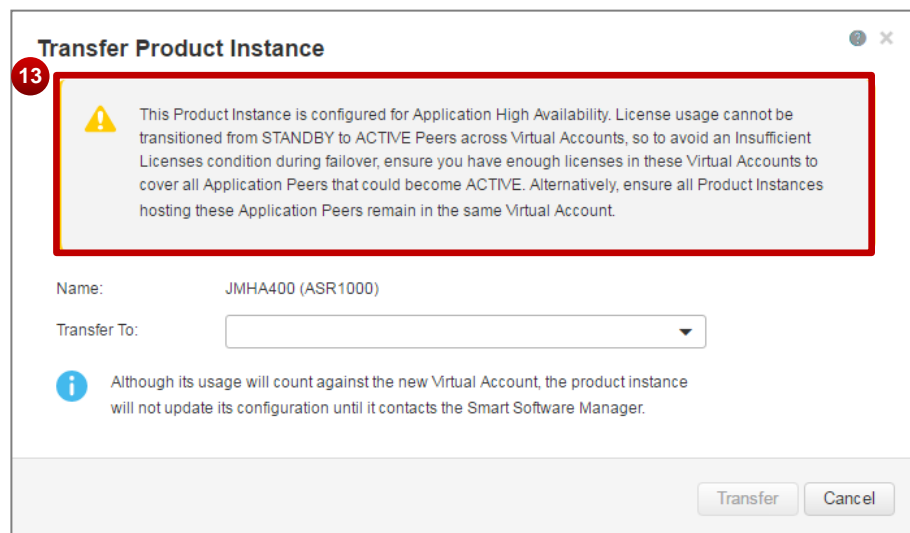 Transfer Product Instance
13
This Product Instance is configured for Application High Availability. License usage cannot be
transitioned from STANDBY to ACTIVE Peers across Virtual Accounts, so to avoid an Insufficient
Licenses condition during failover, ensure you have enough licenses in these Virtual Accounts to
cover all Application Peers that could become ACTIVE. Alternatively, ensure all Product Instances
hosting these Application Peers remain in the same Virtual Account.
Name: JMHA400 (ASR1000)
Transfer To:
Although its usage will count against the new Virtual Account, the product instance
will not update its configuration until it contacts the Smart Software Manager.
Transfer Cancel